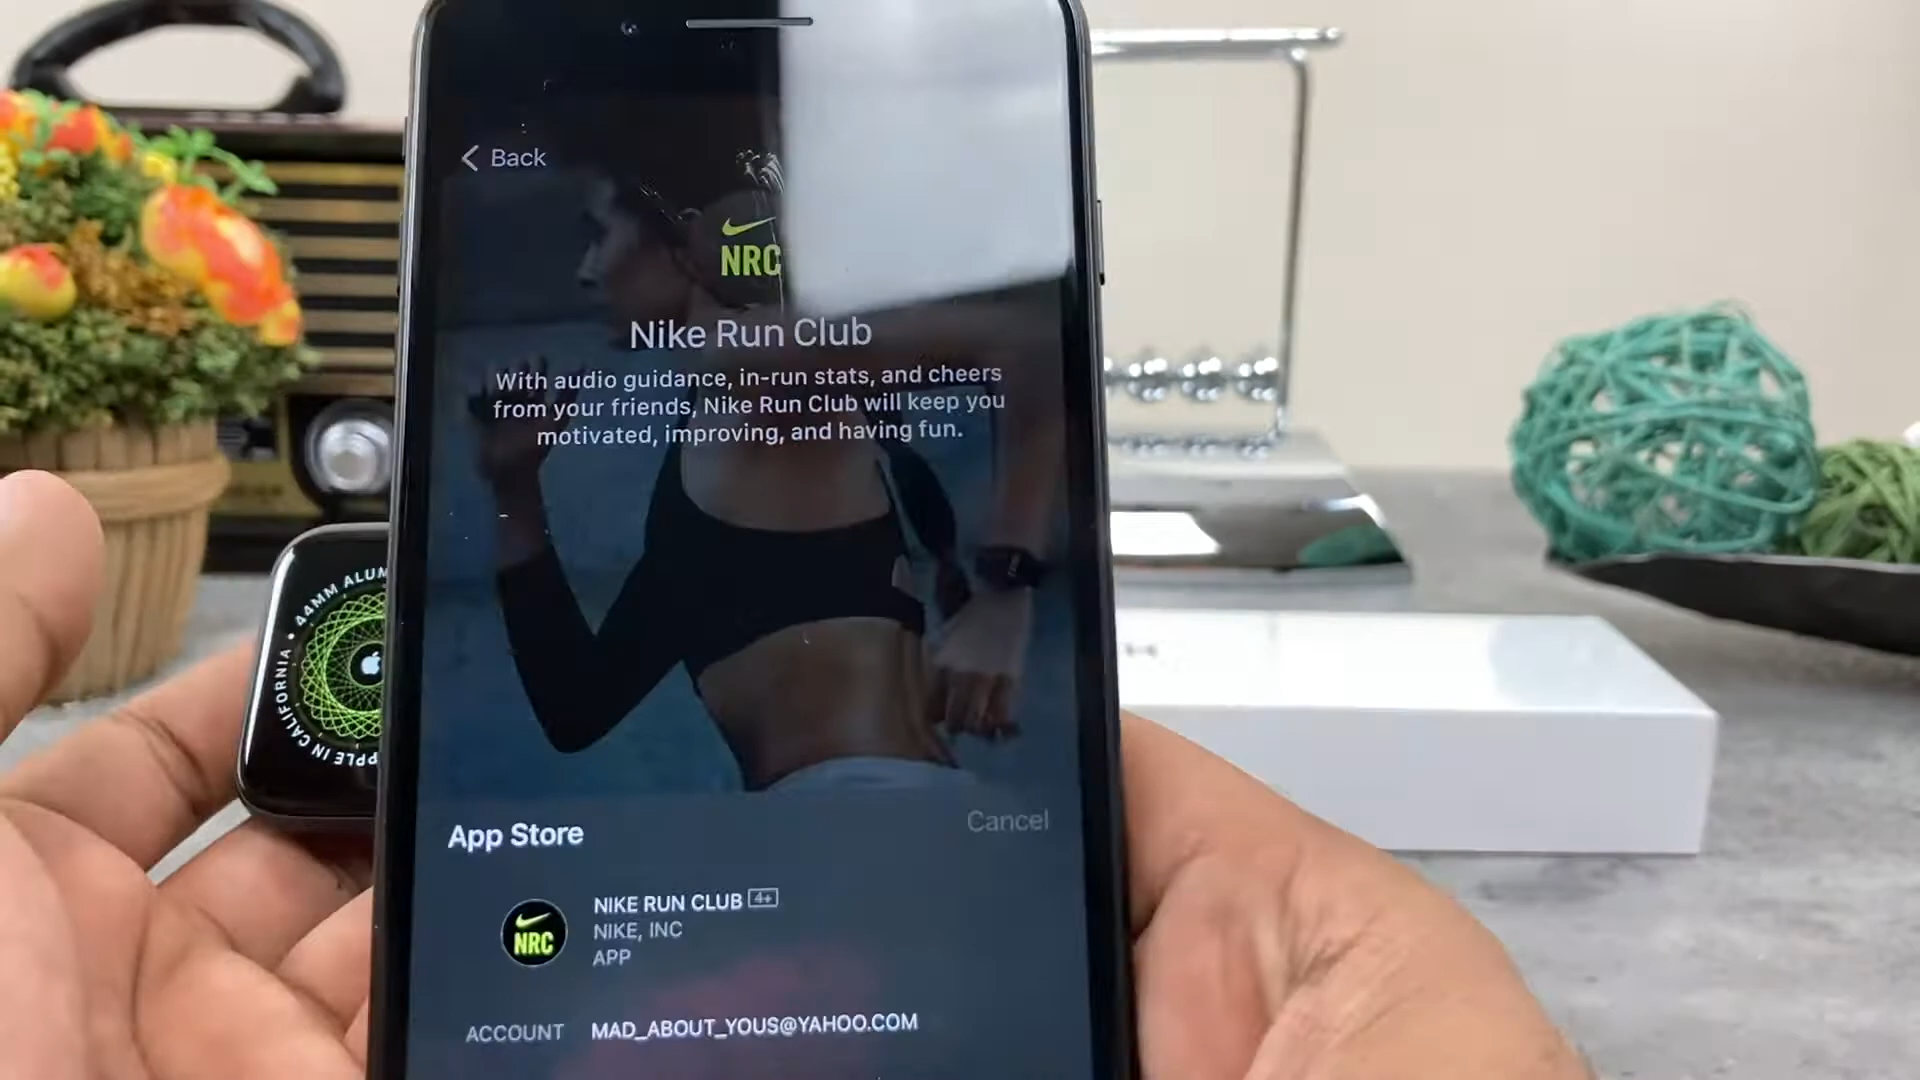 Back
NRC
Nike Run Club
With audio guidance, in-run stats, and cheers
from your friends, Nike Run Club will keep you
motivated, improving, and having fun.
44MM ALUM
APPLE IN CALIFORNIA
App Store
Cancel
NRC
NIKE RUN CLUB 4+
NIKE, INC
APP
ACCOUNT MAD_ABOUT_YOUS@YAHOO.COM